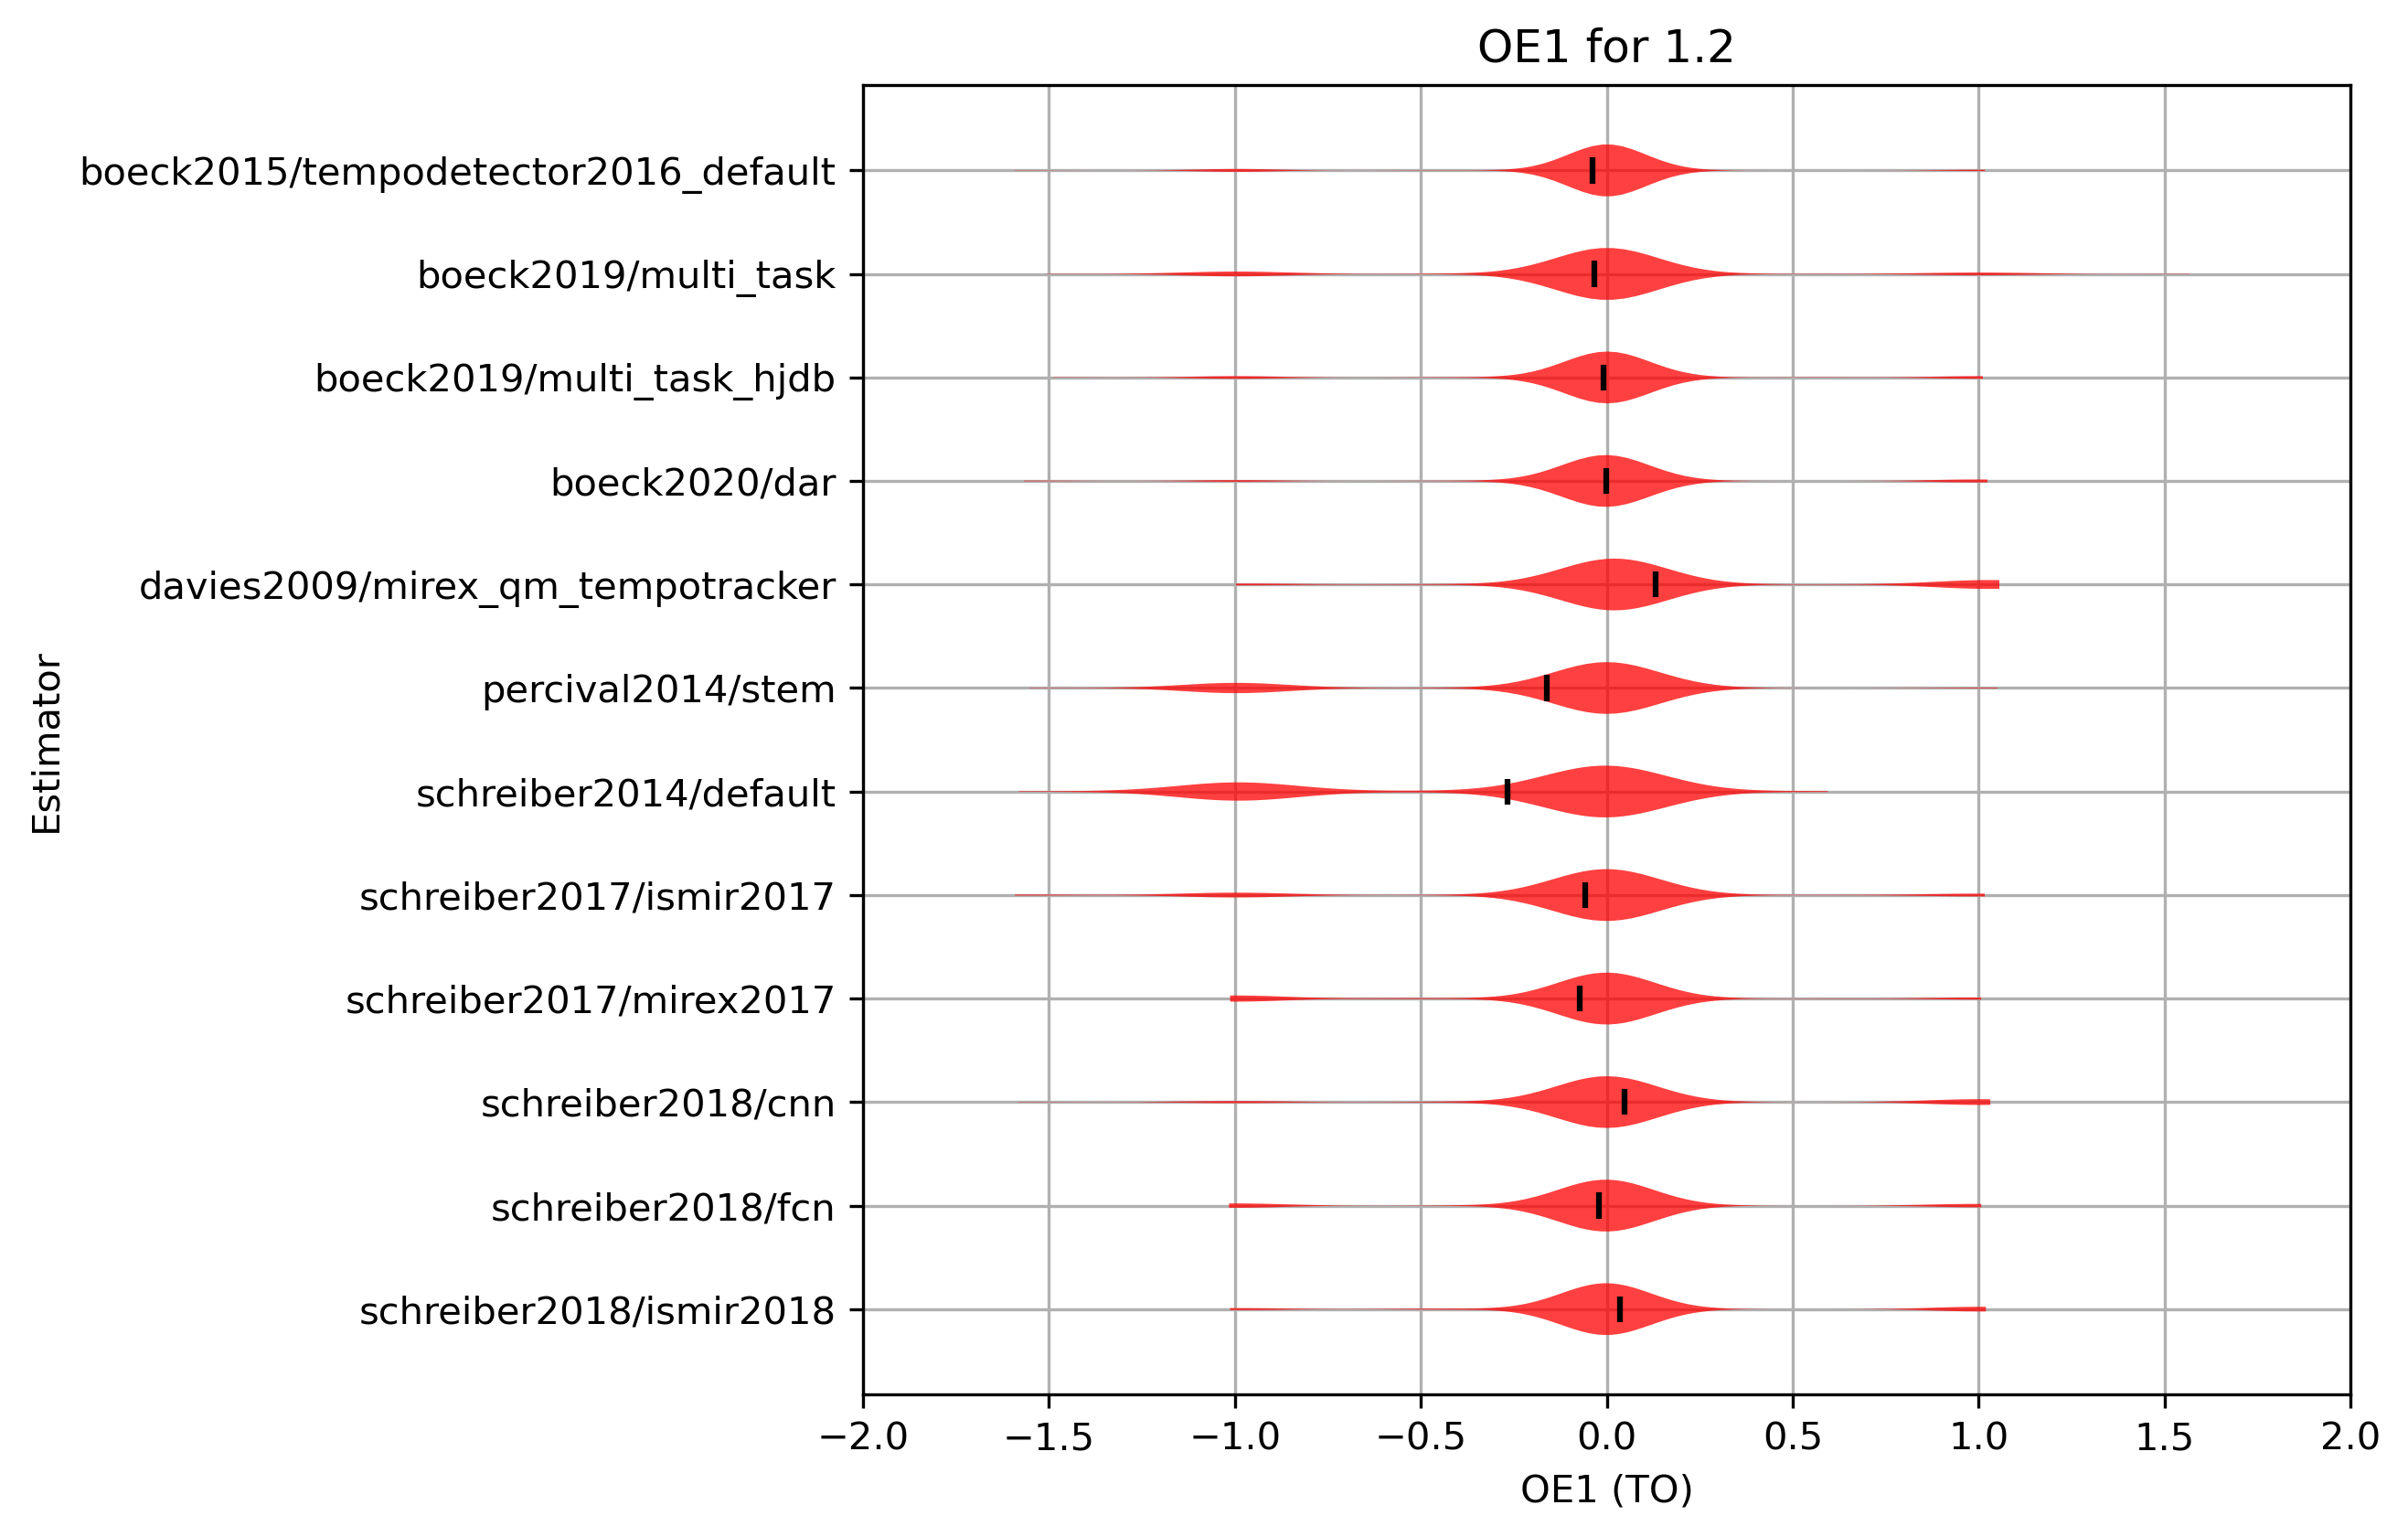 OE1 for 1.2
boeck2015/tempodetector2016_default
boeck2019/multi_task
boeck2019/multi_task_hjdb
boeck2020/dar
davies2009/mirex_qm_tempotracker
percival2014/stem
schreiber2014/default
schreiber2017/ismir2017
schreiber2017/mirex2017
schreiber2018/cnn
schreiber2018/fcn
schreiber2018/ismir2018
Estimator
−2.0 −1.5 −1.0 −0.5 0.0 0.5 1.0 1.5 2.0
OE1 (TO)